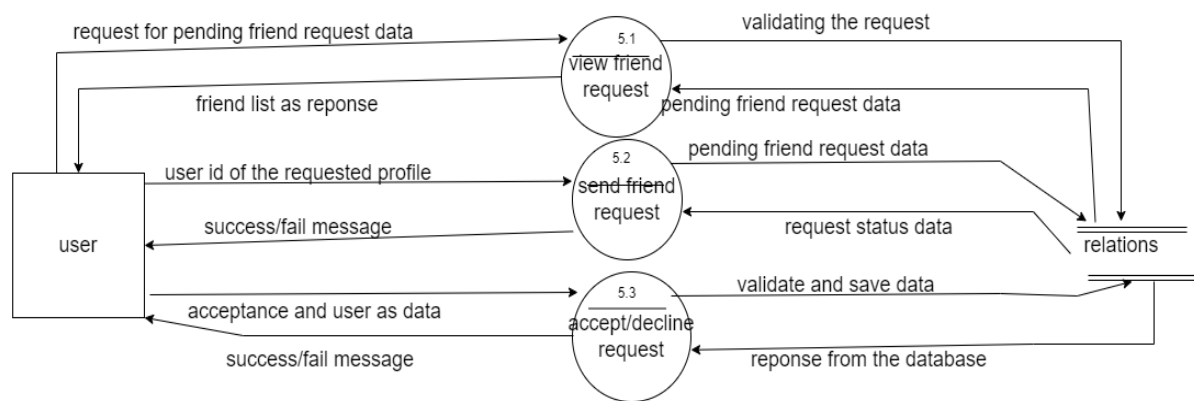 request for pending friend request data
5.1
validating the request
view friend
request
friend list as reponse
pending friend request data
5.2
pending friend request data
user id of the requested profile
send friend
request
success/fail message
request status data
user
relations
5.3
validate and save data
acceptance and user as data
accept/decline
request
success/fail message
reponse from the database